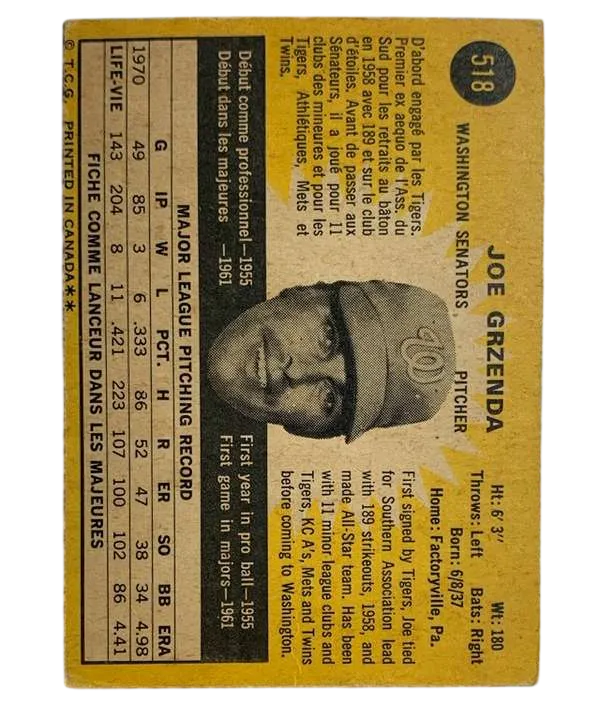 518
JOE GRZENDA
WASHINGTON SENATORS PITCHER
Ht: 6' 3" Wt: 180
Throws: Left Bats: Right
Born: 6/8/37
Home: Factoryville, Pa.
D'abord engagé par les Tigers.
Premier ex aequo de l'Ass. du
Sud pour les retraits au bâton
en 1958 avec 189 et sur le club
d'étoiles. Avant de passer aux
Sénateurs, il a joué pour 11
clubs des mineures et pour les
Tigers, Athlétiques, Mets et
Twins.
First signed by Tigers, Joe tied
for Southern Association lead
with 189 strikeouts, 1958, and
made All-Star team. Has been
with 11 minor league clubs and
Tigers, KC A's, Mets and Twins
before coming to Washington.
Début comme professionnel—1955
Début dans les majeures —1961
First year in pro ball—1955
First game in majors—1961
MAJOR LEAGUE PITCHING RECORD
G IP W L PCT. H R ER SO BB ERA
1970 49 85 3 6 .333 86 52 47 38 34 4.98
LIFE-VIE 143 204 8 11 .421 223 107 100 102 86 4.41
FICHE COMME LANCEUR DANS LES MAJEURES
© T.C.G. PRINTED IN CANADA**